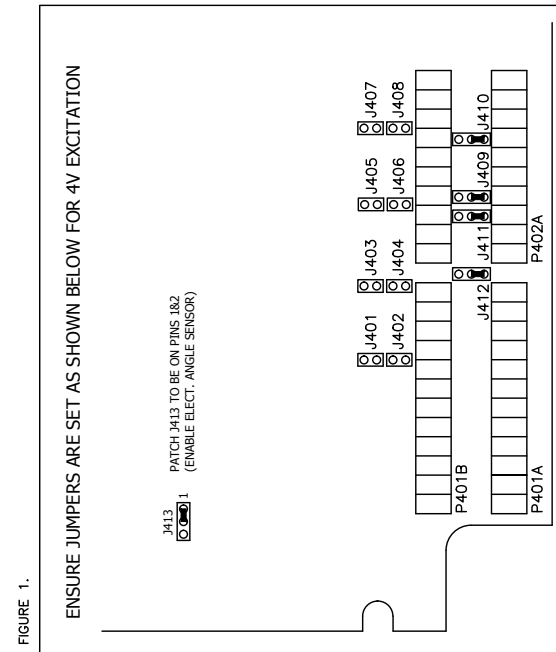 FIGURE 1.
ENSURE JUMPERS ARE SET AS SHOWN BELOW FOR 4V EXCITATION
J413
1
PATCH J413 TO BE ON PINS 1&2
(ENABLE ELECT. ANGLE SENSOR)
J401
J402
J403
J404
J405
J406
J407
J408
P401B
J412
J411
J409
J410
P401A
P402A